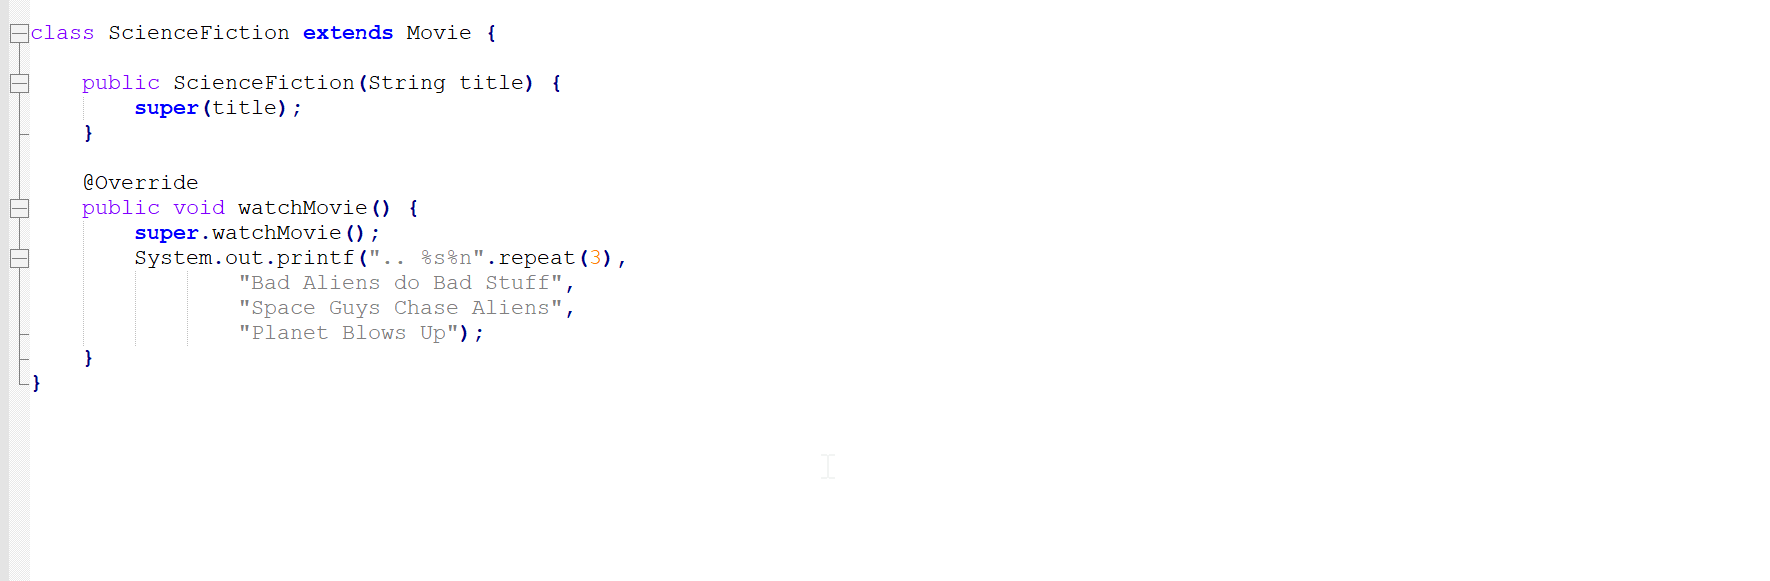 class ScienceFiction extends Movie {
public ScienceFiction(String title) {
super(title);
}
@Override
public void watchMovie() {
super.watchMovie();
System.out.printf(".. %s%n".repeat(3),
"Bad Aliens do Bad Stuff",
"Space Guys Chase Aliens",
"Planet Blows Up");
}
}